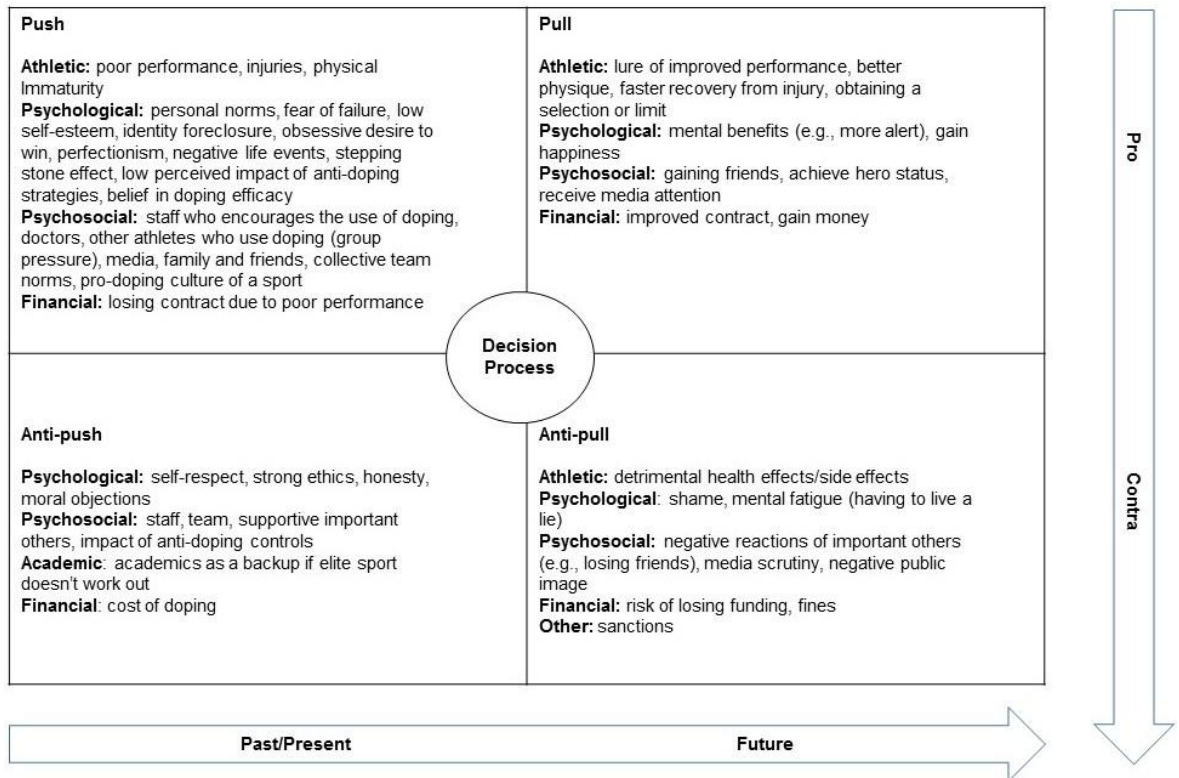 Push
Athletic: poor performance, injuries, physical
Immaturity
Psychological: personal norms, fear of failure, low
self-esteem, identity foreclosure, obsessive desire to
win, perfectionism, negative life events, stepping
stone effect, low perceived impact of anti-doping
strategies, belief in doping efficacy
Psychosocial: staff who encourages the use of doping,
doctors, other athletes who use doping (group
pressure), media, family and friends, collective team
norms, pro-doping culture of a sport
Financial: losing contract due to poor performance
Pull
Athletic: lure of improved performance, better
physique, faster recovery from injury, obtaining a
selection or limit
Psychological: mental benefits (e.g., more alert), gain
happiness
Psychosocial: gaining friends, achieve hero status,
receive media attention
Financial: improved contract, gain money
Decision
Process
Anti-push
Psychological: self-respect, strong ethics, honesty,
moral objections
Psychosocial: staff, team, supportive important
others, impact of anti-doping controls
Academic: academics as a backup if elite sport
doesn't work out
Financial: cost of doping
Anti-pull
Athletic: detrimental health effects/side effects
Psychological: shame, mental fatigue (having to live a
lie)
Psychosocial: negative reactions of important others
(e.g., losing friends), media scrutiny, negative public
image
Financial: risk of losing funding, fines
Other: sanctions
Pro
Contra
Past/Present
Future